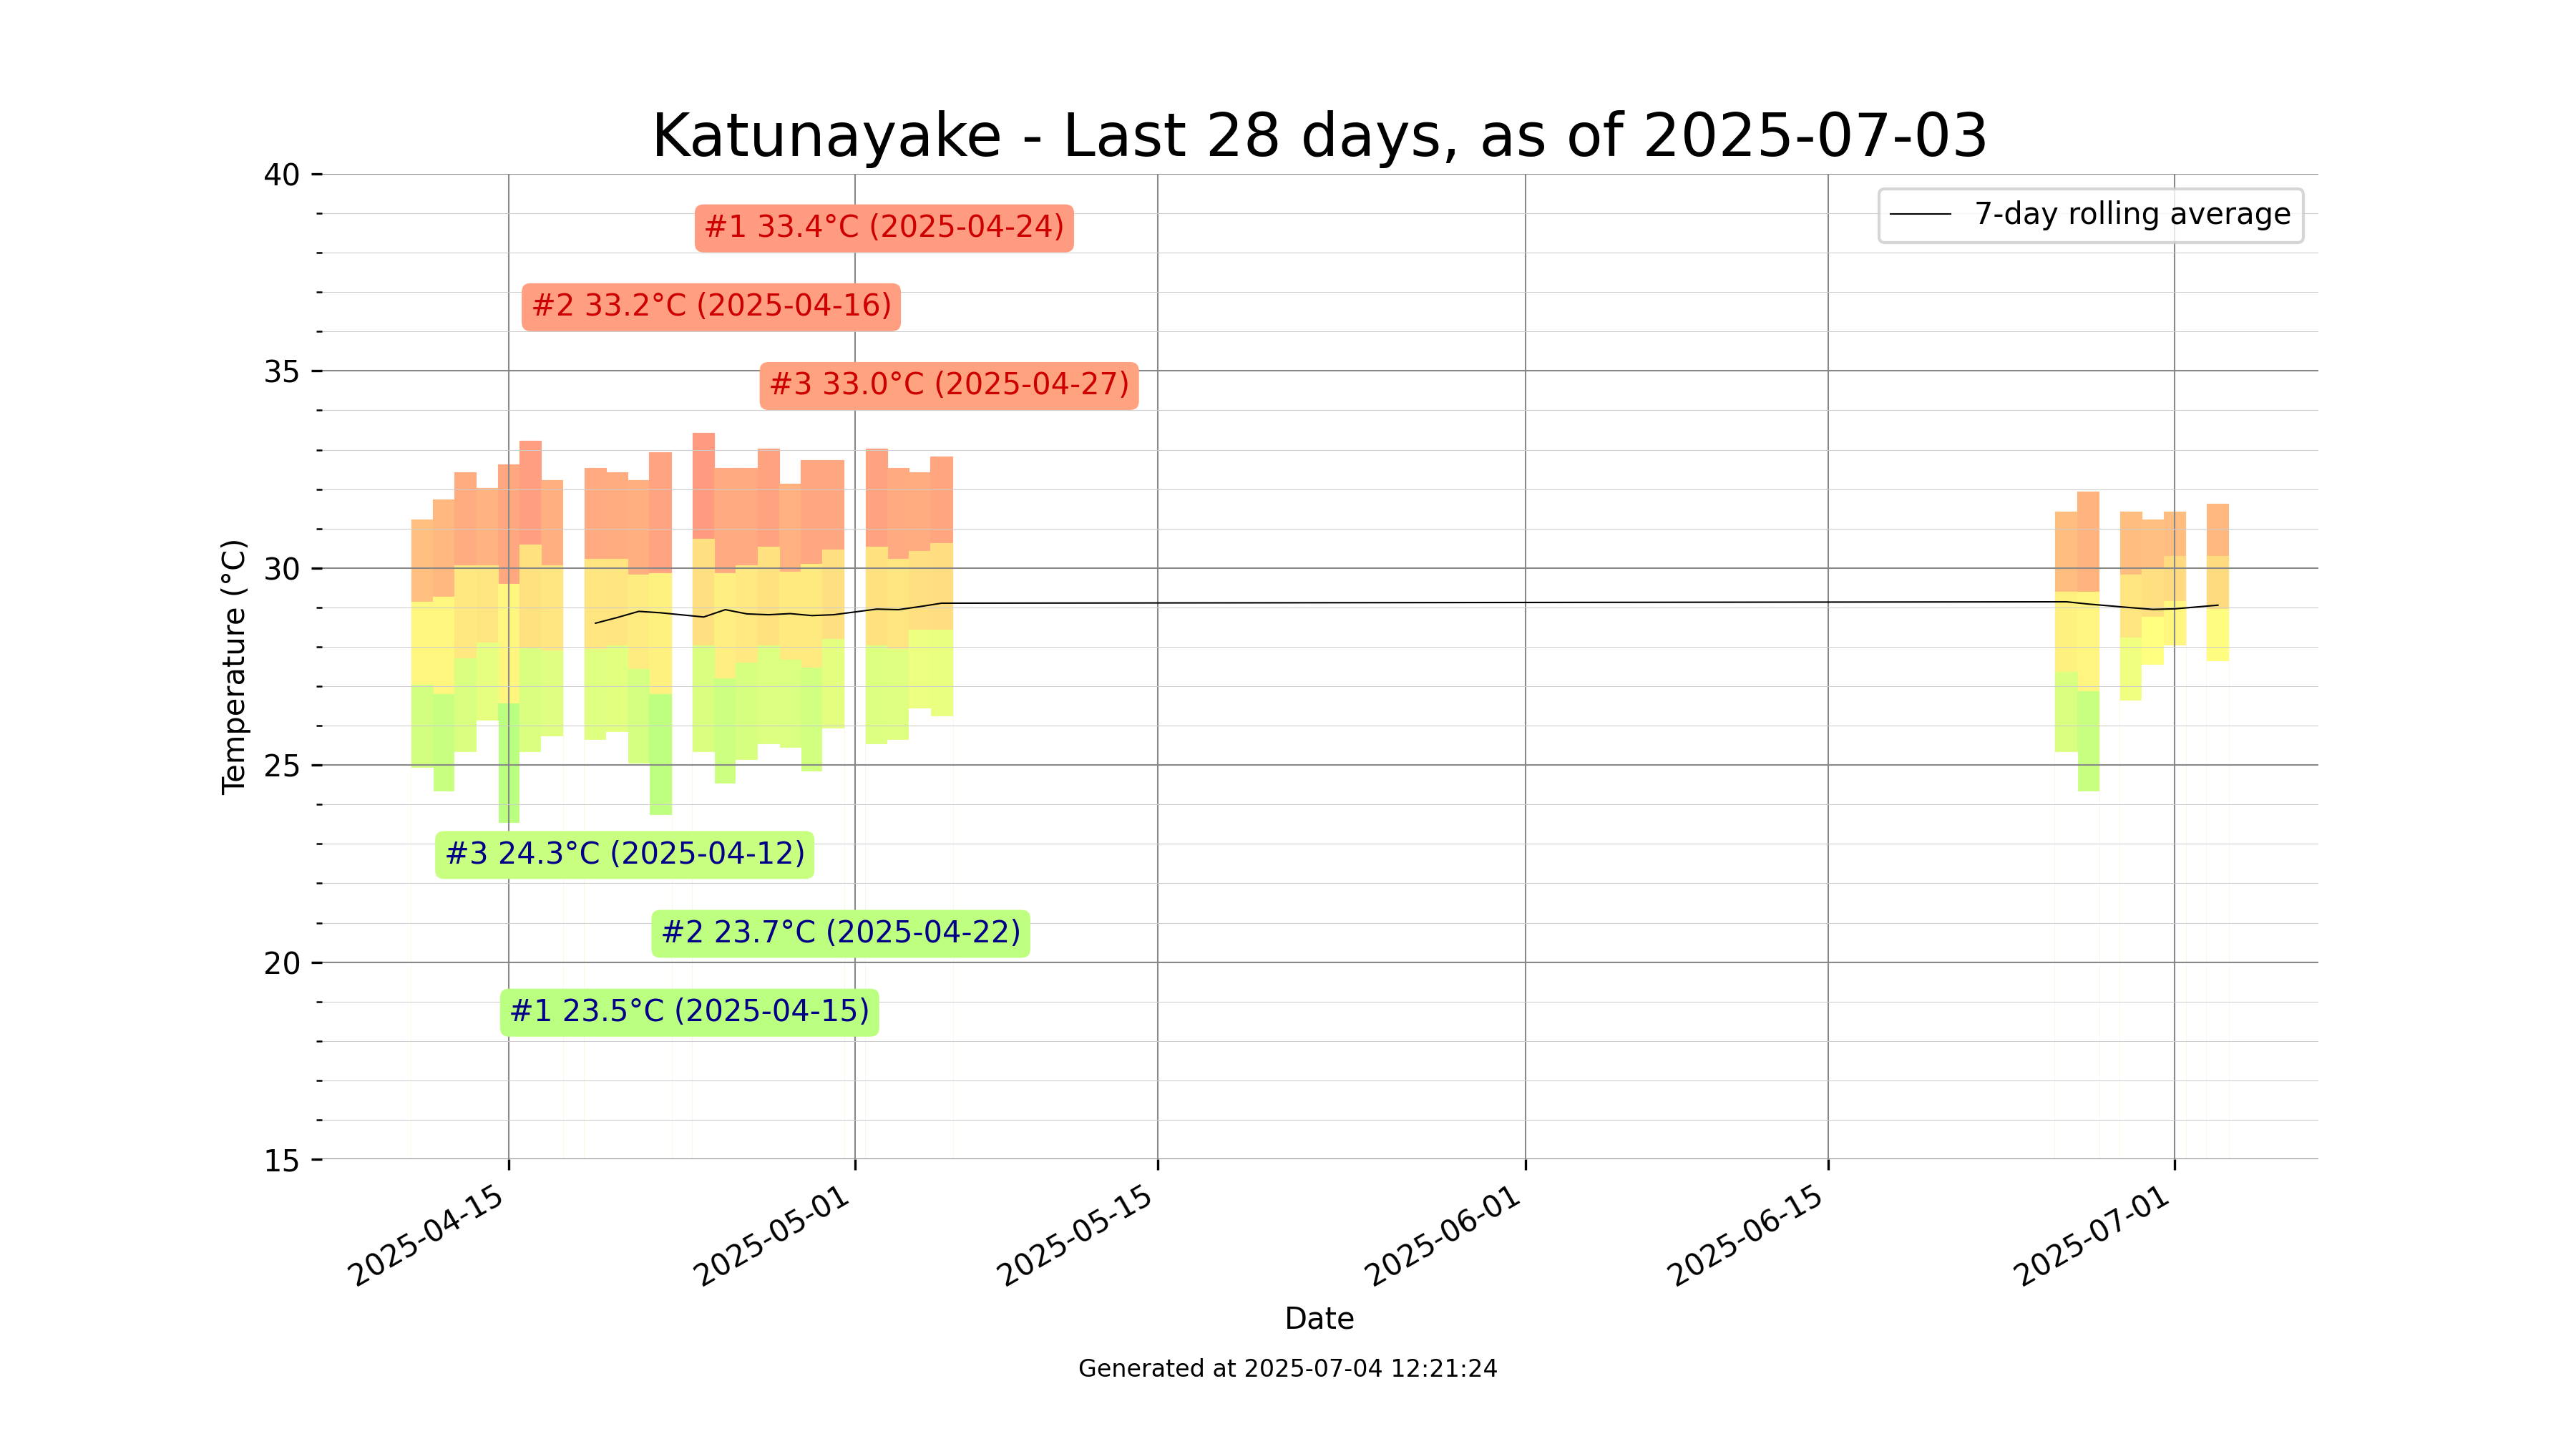 Katunayake - Last 28 days, as of 2025-07-03
40
35
30
25
20
15
Temperature (°C)
7-day rolling average
#1 33.4°C (2025-04-24)
#2 33.2°C (2025-04-16)
#3 33.0°C (2025-04-27)
#3 24.3°C (2025-04-12)
#2 23.7°C (2025-04-22)
#1 23.5°C (2025-04-15)
2025-04-15
2025-05-01
2025-05-15
2025-06-01
2025-06-15
2025-07-01
Date
Generated at 2025-07-04 12:21:24